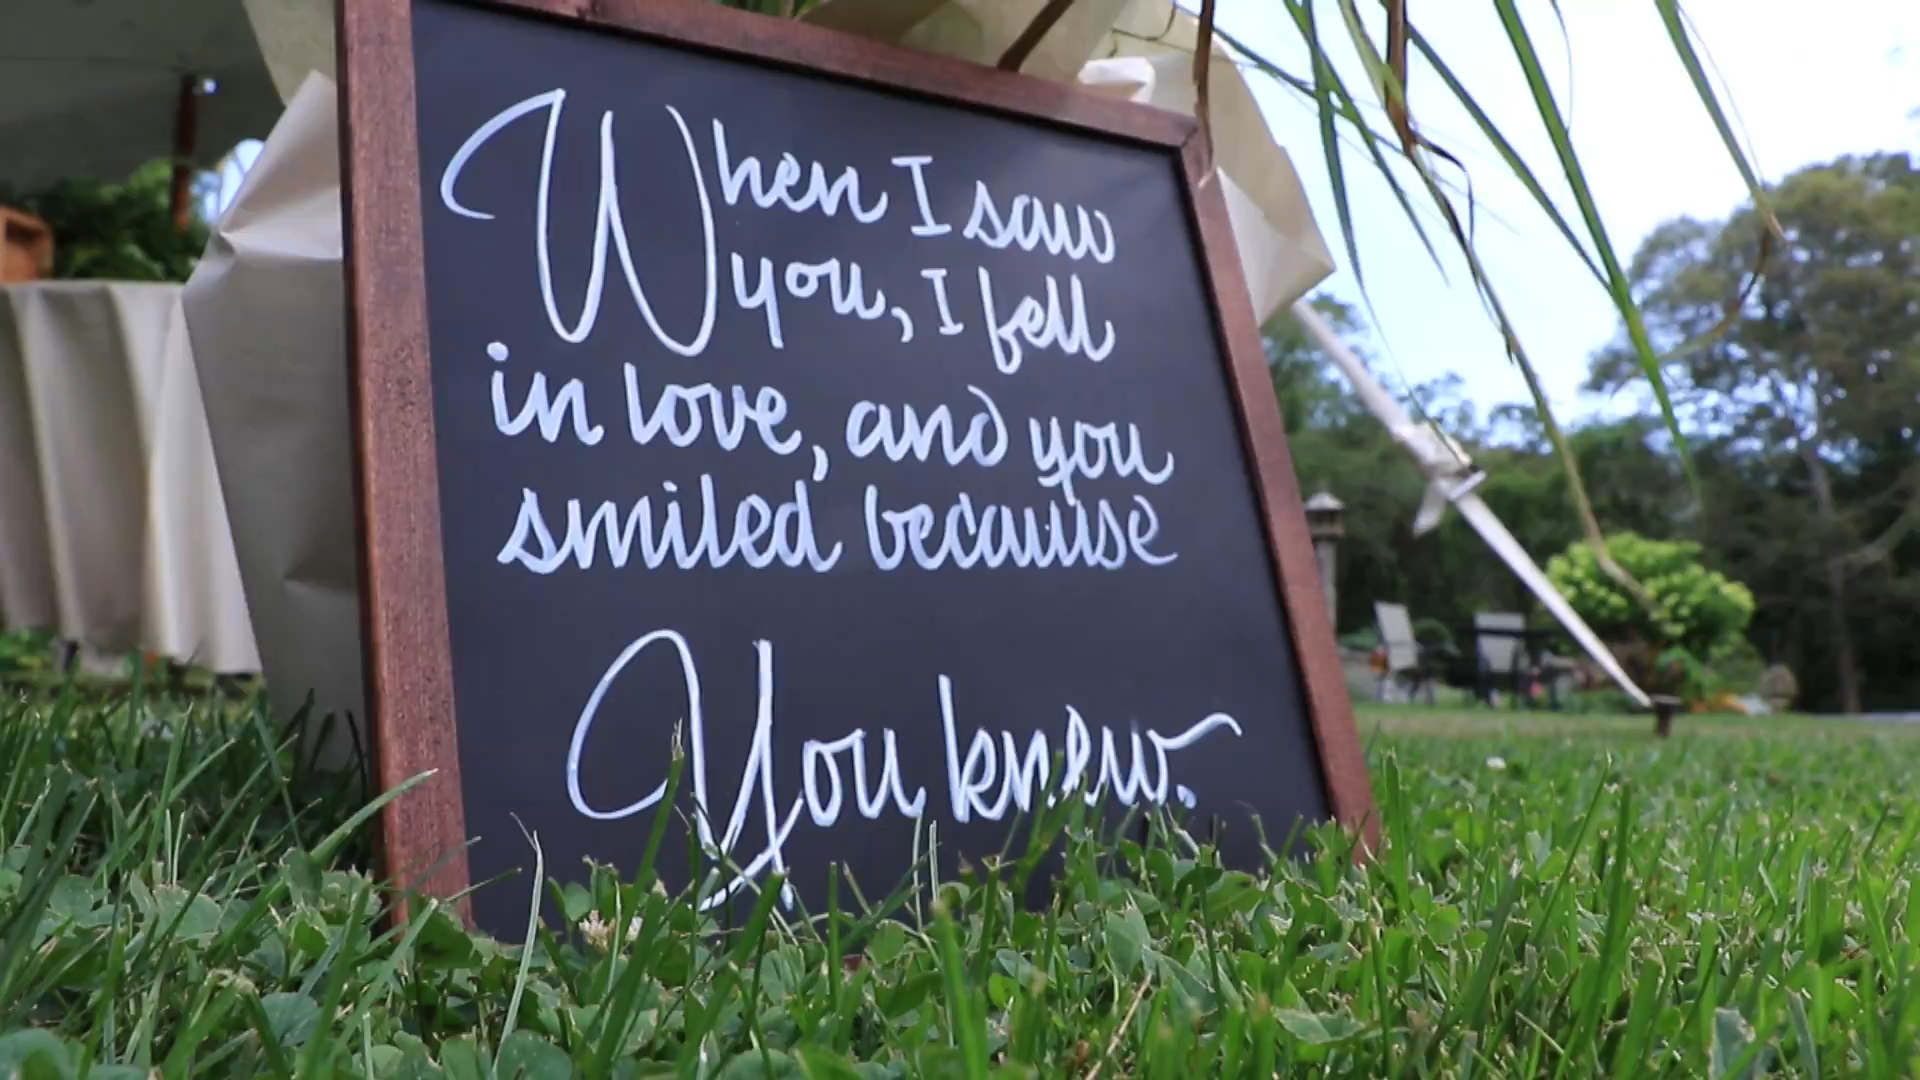 When I saw
you, I fell
in love, and you
smiled because
You knew.